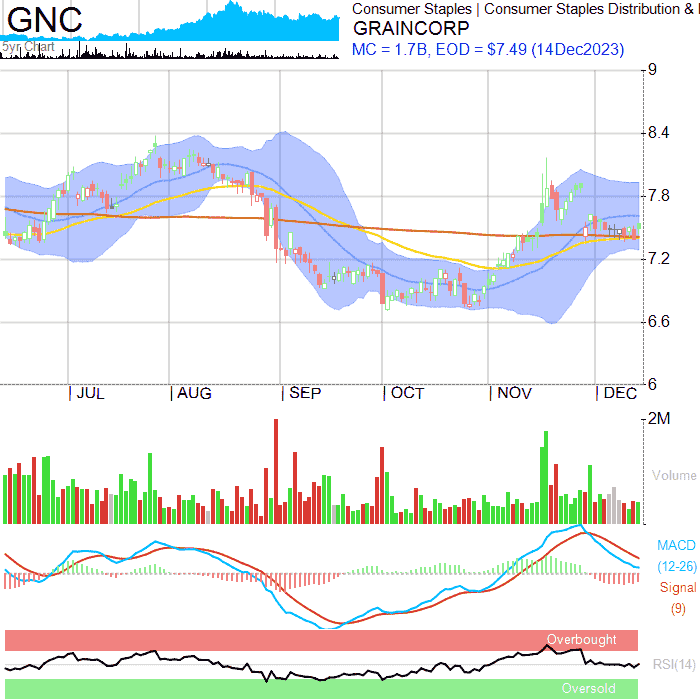 GNC
5yr Chart
Consumer Staples | Consumer Staples Distribution &
GRAINCORP
MC = 1.7B, EOD = $7.49 (14Dec2023)
9
8.4
7.8
7.2
6.6
6
| JUL | AUG | SEP | OCT | NOV | DEC
2M
Volume
MACD
(12-26)
Signal
(9)
Overbought
RSI(14)
Oversold